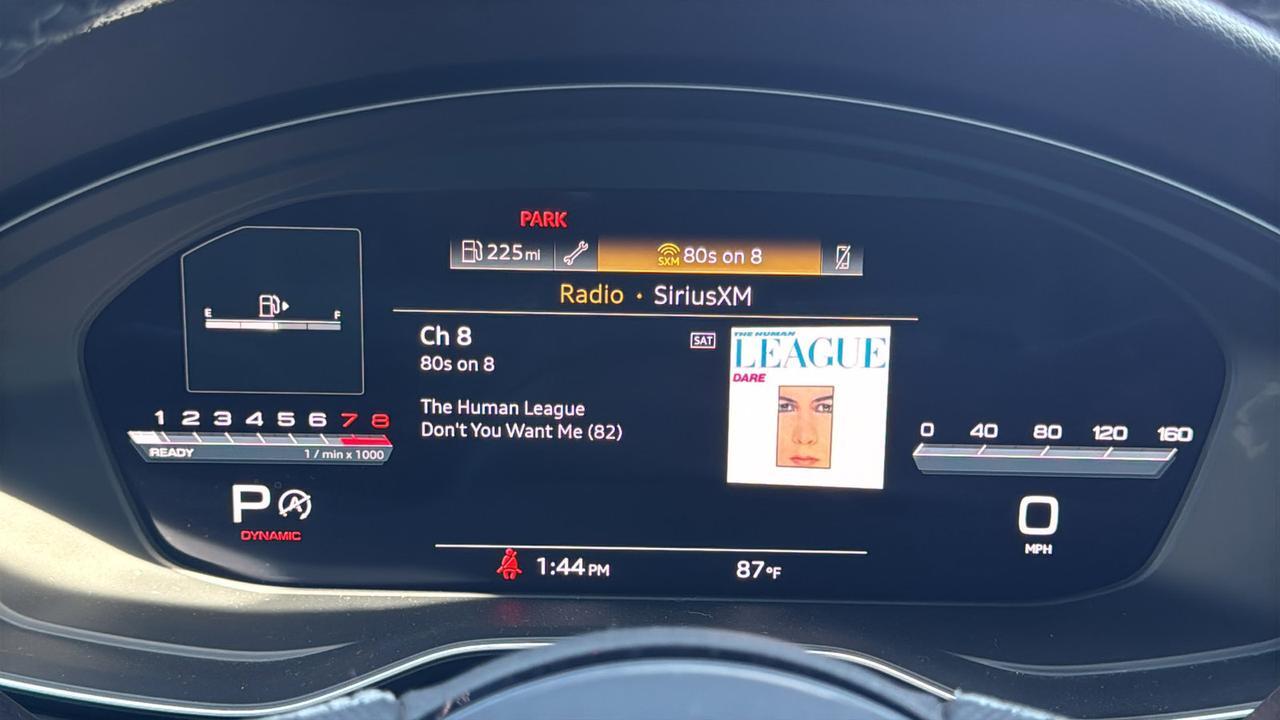 PARK
225 mi
SXM 80s on 8
Radio • SiriusXM
E F
Ch 8
SAT
80s on 8
The Human League
Don't You Want Me (82)
THE HUMAN
LEAGUE
DARE
1 2 3 4 5 6 7 8
READY 1 / min x 1000
0 40 80 120 160
P A
DYNAMIC
0
MPH
1:44 PM
87°F